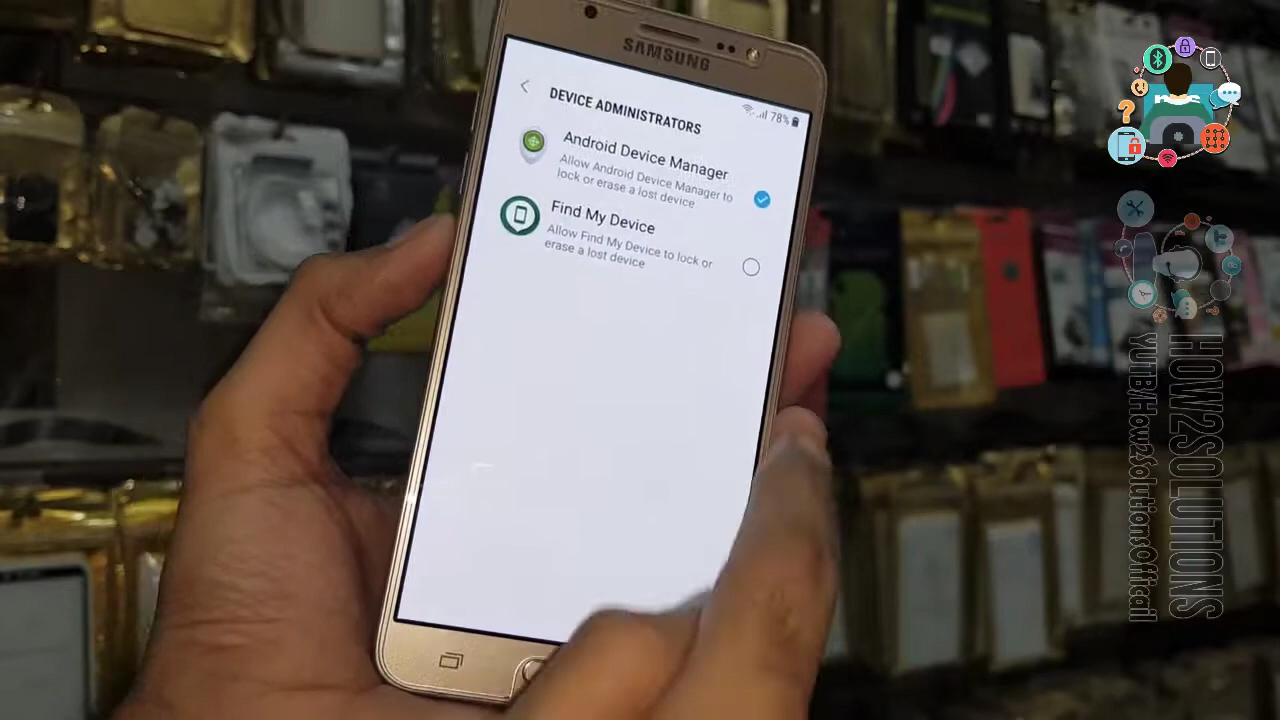 SAMSUNG
78%
DEVICE ADMINISTRATORS
Android Device Manager
Allow Android Device Manager to
lock or erase a lost device
Find My Device
Allow Find My Device to lock or
erase a lost device
HOW2SOLUTIONS
YUTB/How2SolutionsOfficail